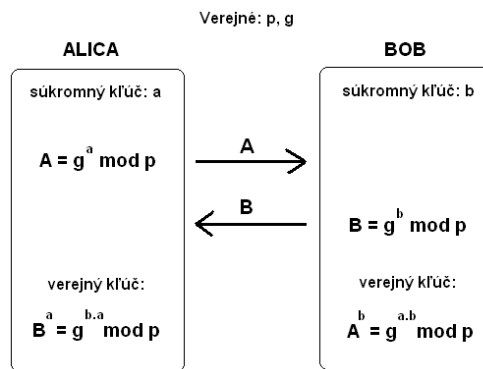 Verejné: p, g
ALICA
BOB
súkromný kľúč: a
súkromný kľúč: b
A = g^a mod p
A
B
B = g^b mod p
verejný kľúč:
verejný kľúč:
B^a = g^b.a mod p
A^b = g^a.b mod p